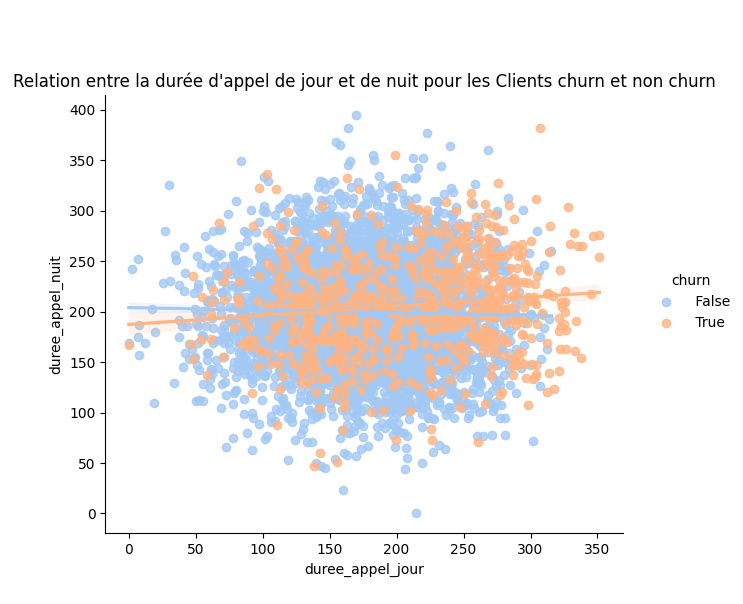 Relation entre la durée d'appel de jour et de nuit pour les Clients churn et non churn
400
350
300
250
200
150
100
50
0
duree_appel_nuit
0 50 100 150 200 250 300 350
duree_appel_jour
churn
False
True